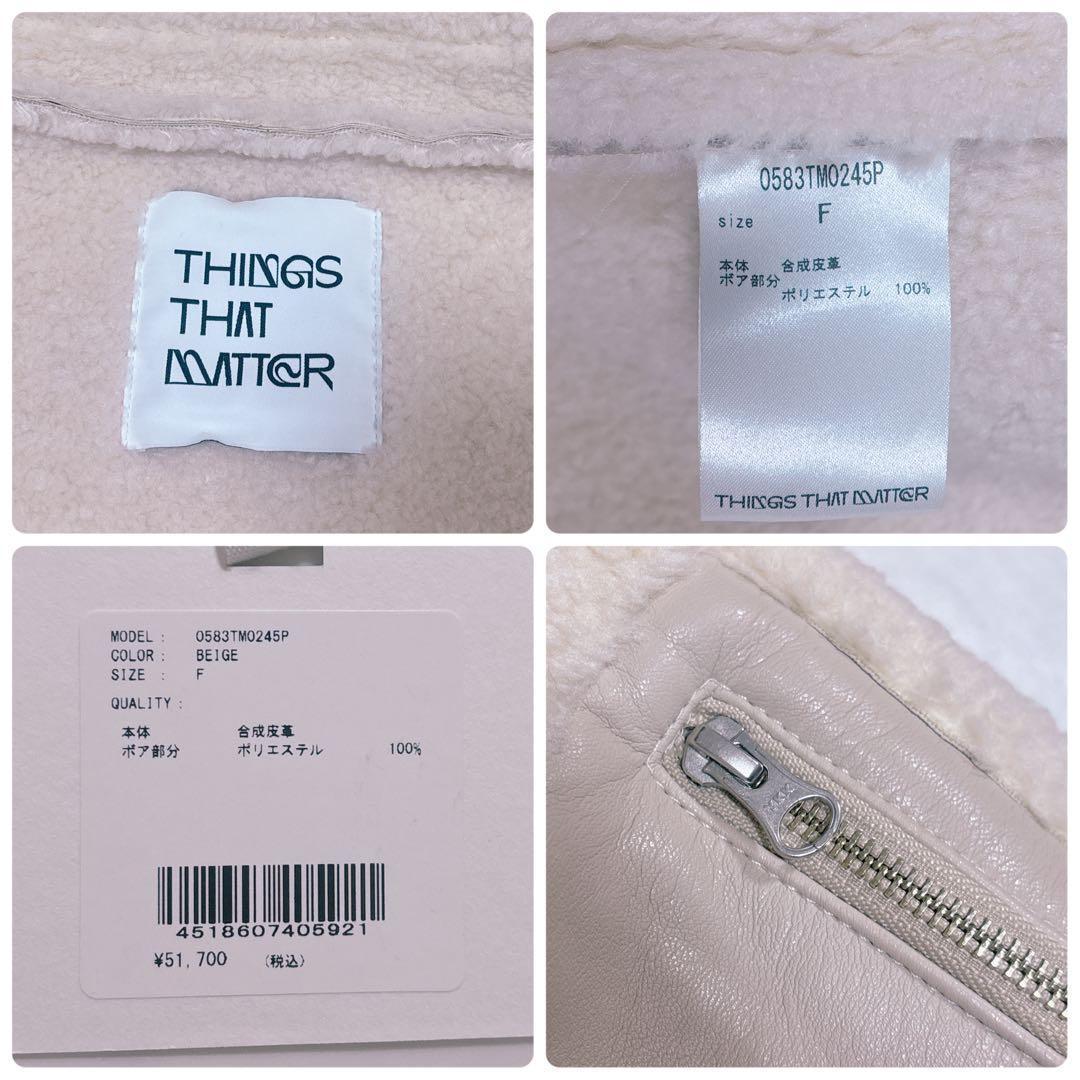 THINGS
THAT
MATTER
0583TM0245P
size F
本体 合成皮革
ボア部分 ポリエステル 100%
THINGS THAT MATTER
MODEL : 0583TM0245P
COLOR : BEIGE
SIZE : F
QUALITY :
本体 合成皮革
ボア部分 ポリエステル 100%
4518607405921
¥51,700 (税込)
YKK